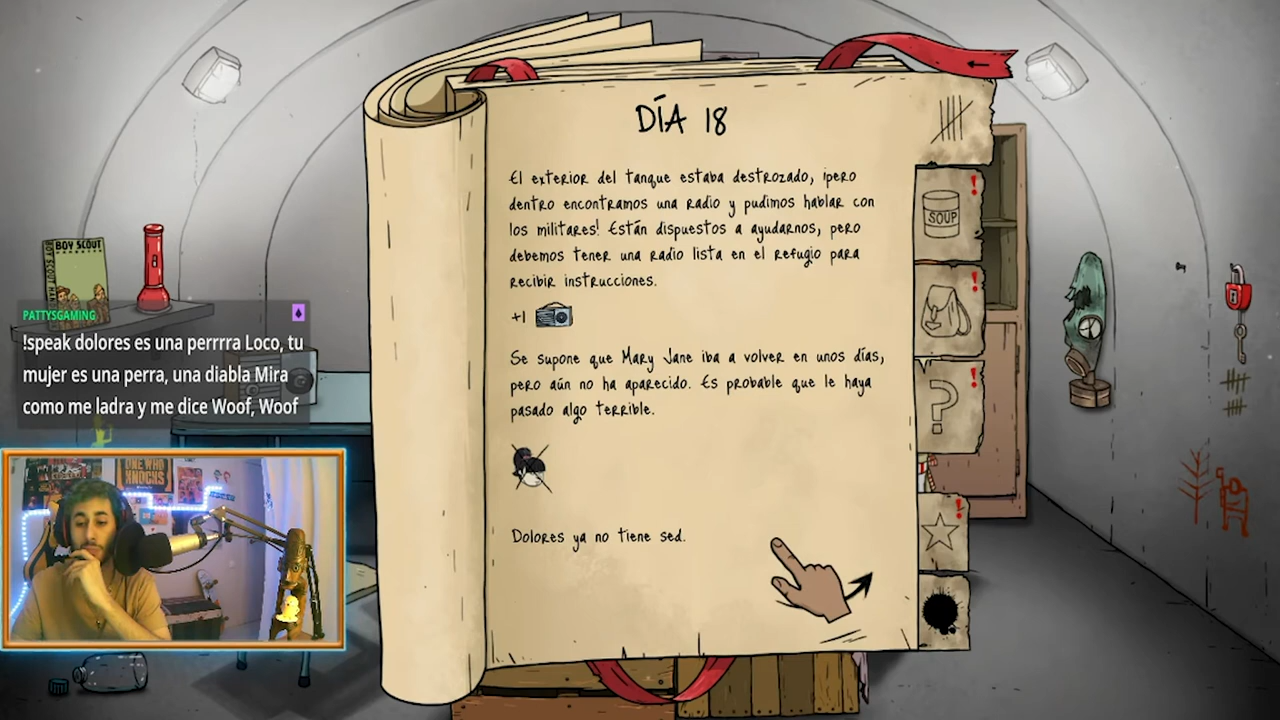 DÍA 18
El exterior del tanque estaba destrozado, ¡pero
dentro encontramos una radio y pudimos hablar con
los militares! Están dispuestos a ayudarnos, pero
debemos tener una radio lista en el refugio para
recibir instrucciones.
+1
Se supone que Mary Jane iba a volver en unos días,
pero aún no ha aparecido. Es probable que le haya
pasado algo terrible.
Dolores ya no tiene sed.
SOUP
!
!
?
!
!
BOY SCOUT
PATTYSGAMING
!speak dolores es una perrrra Loco, tu
mujer es una perra, una diabla Mira
como me ladra y me dice Woof, Woof
ONE WHO
KNOCKS